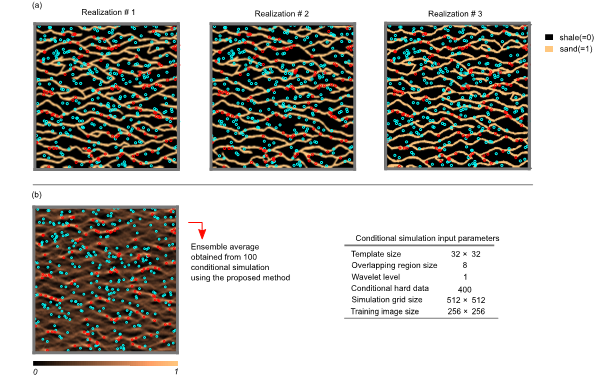 (a)
Realization # 1
Realization # 2
Realization # 3
shale(=0)
sand(=1)
(b)
Ensemble average
obtained from 100
conditional simulation
using the proposed method
Conditional simulation input parameters
Template size 32 × 32
Overlapping region size 8
Wavelet level 1
Conditional hard data 400
Simulation grid size 512 × 512
Training image size 256 × 256
0 1